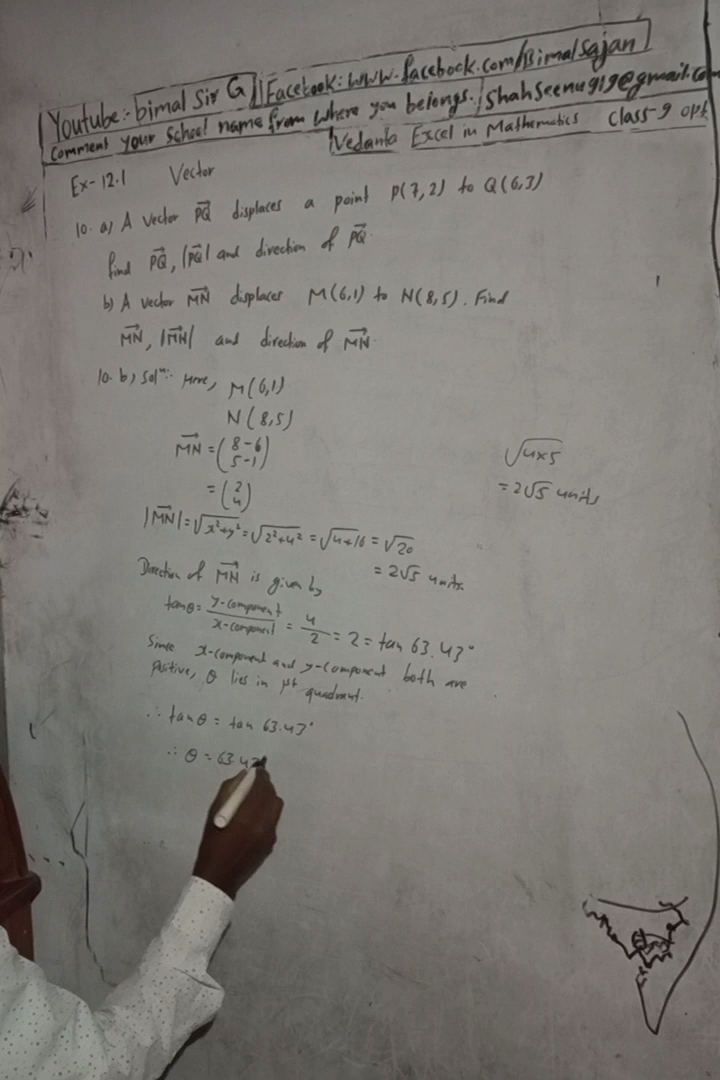 Youtube:- bimal Sir G || Facebook: www.facebook.com/Bimalsajan
Comment your school name from where you belongs. | shahseenu919@gmail.com
Vedanta Excel in Mathematics Class-9 opt
Ex-12.1 Vector
10. a) A vector PQ⃗ displaces a point P(7,2) to Q(6,3)
find PQ⃗, |PQ⃗| and direction of PQ⃗.
b) A vector MN⃗ displaces M(6,1) to N(8,5). Find
MN⃗, |MN⃗| and direction of MN⃗.
10. b) Solⁿ:- Here, M(6,1)
N(8,5)
MN⃗ = (8-6 5-1)
= (2 4)
|MN⃗| = √x²+y² = √2²+4² = √4+16 = √20
= 2√5 units.
√4×5
= 2√5 units
Direction of MN⃗ is given by
tanθ = y-component/x-component = 4/2 = 2 = tan 63.43°
Since x-component and y-component both are
positive, θ lies in 1st quadrant.
∴ tanθ = tan 63.43°
∴ θ = 63.43